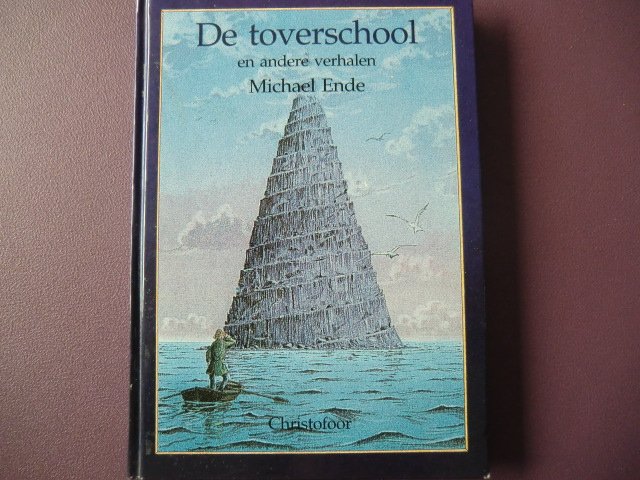 De toverschool
en andere verhalen
Michael Ende
Christofoor